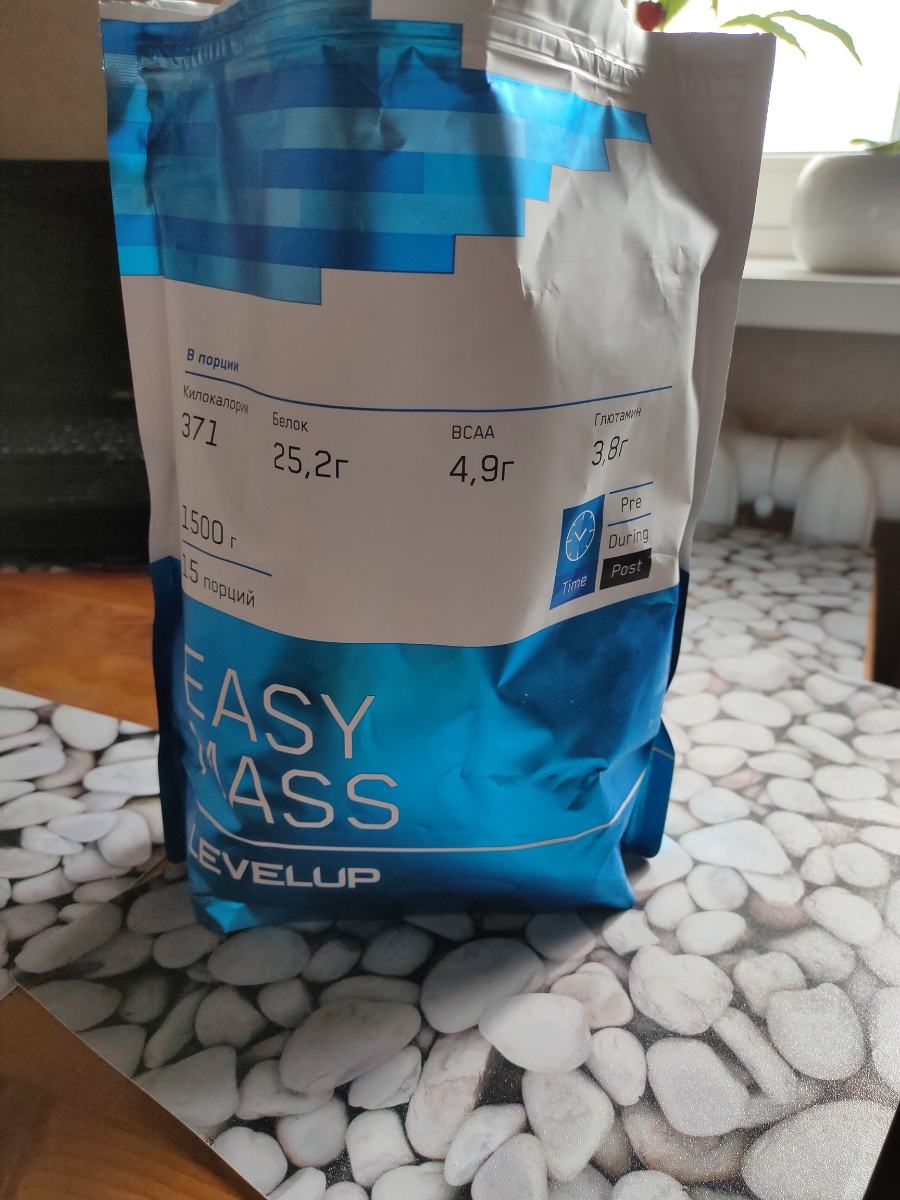 В порции
Килокалории
371
Белок
25,2г
BCAA
4,9г
Глютамин
3,8г
1500 г
15 порций
Time
Pre
During
Post
EASY
MASS
LEVELUP